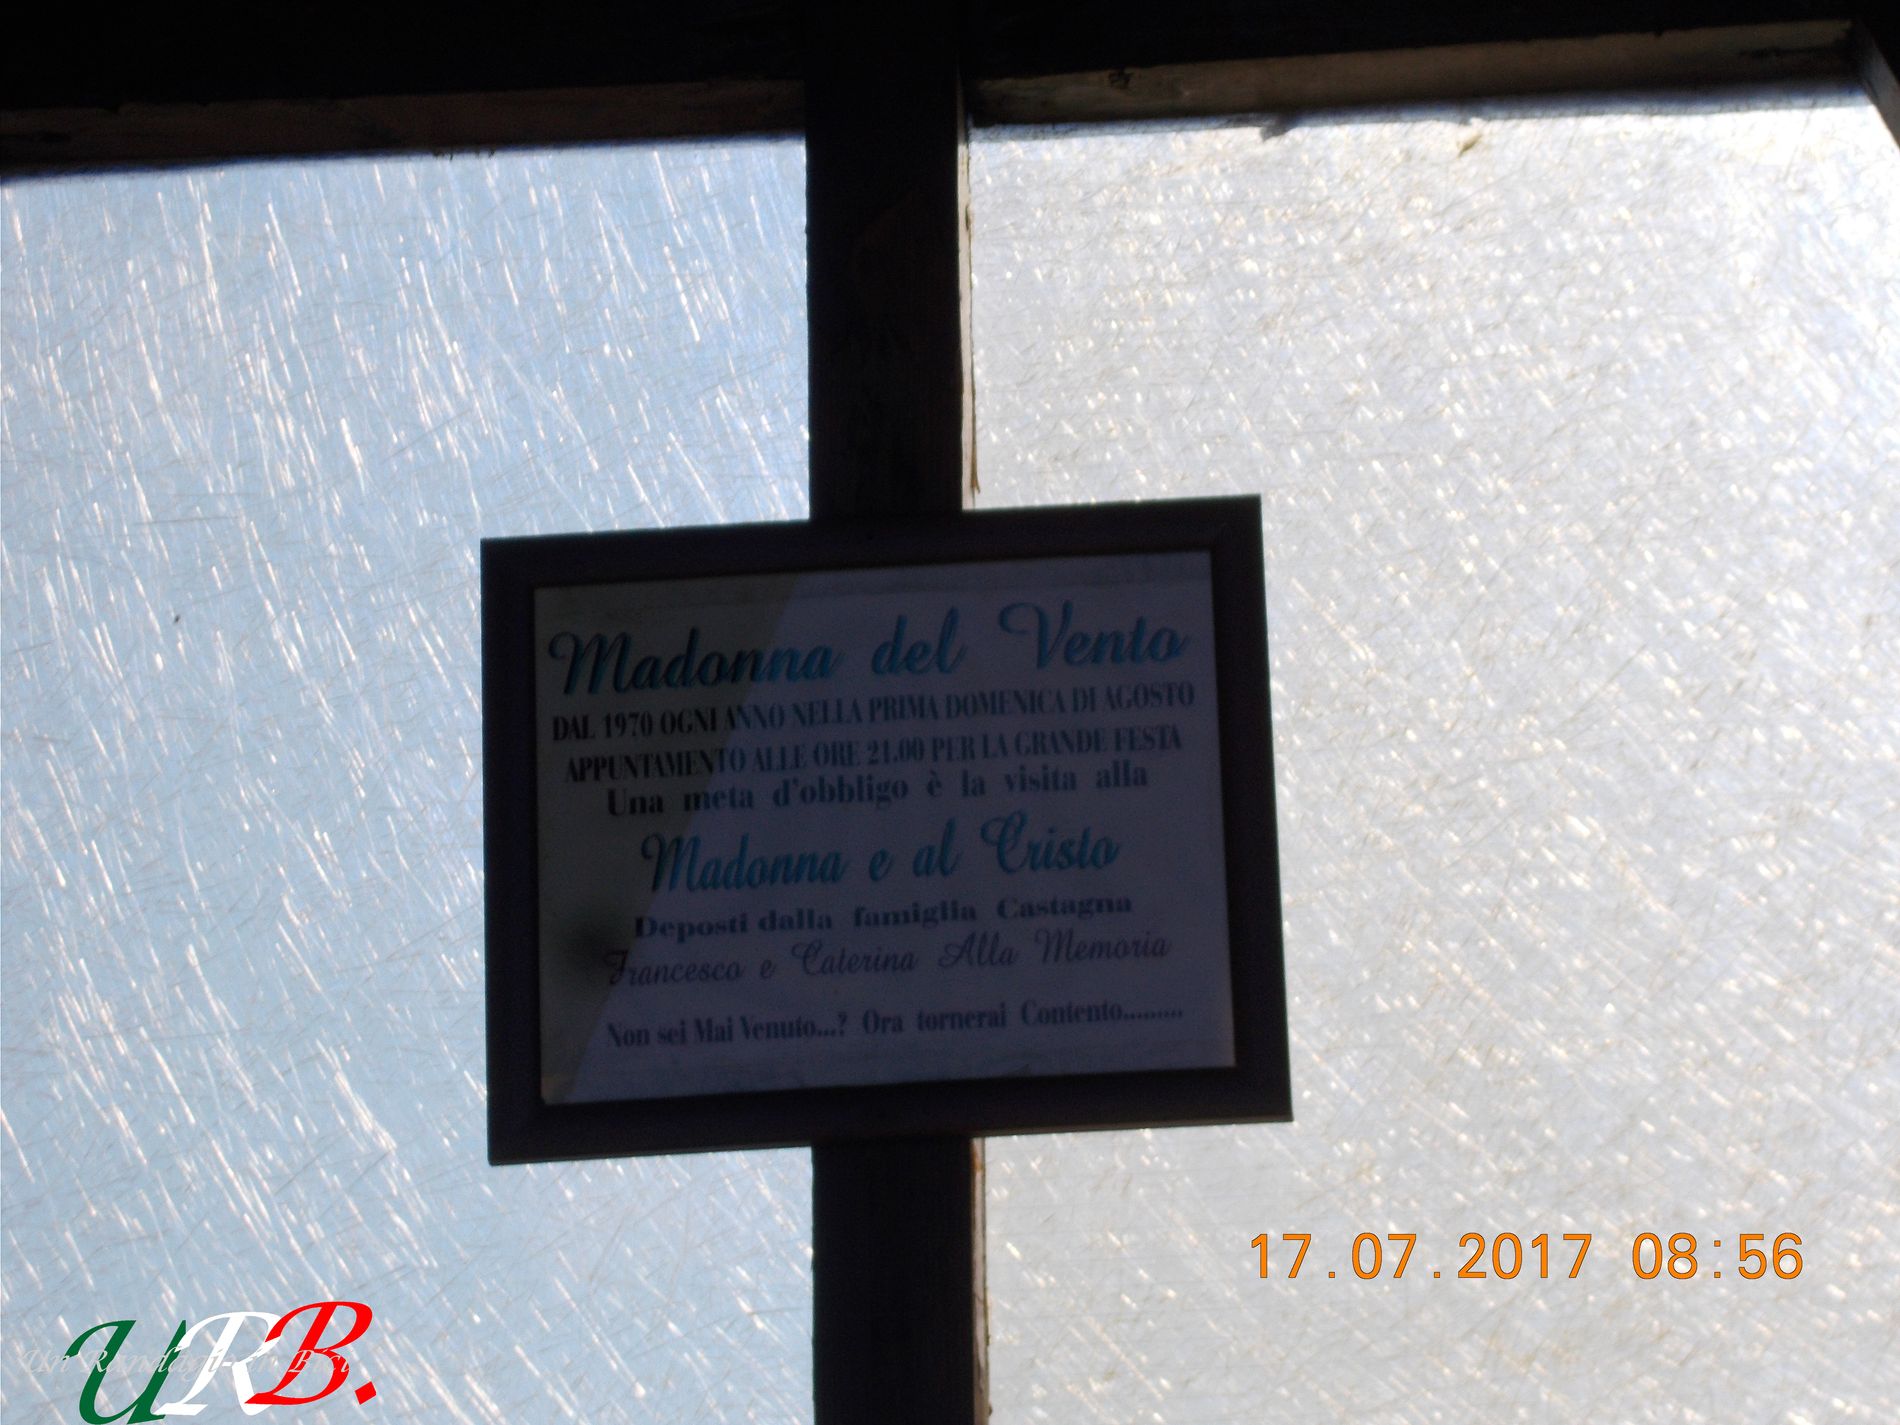 Madonna del Vento
DAL 1970 OGNI ANNO NELLA PRIMA DOMENICA DI AGOSTO
APPUNTAMENTO ALLE ORE 21.00 PER LA GRANDE FESTA
Una meta d'obbligo è la visita alla
Madonna e al Cristo
Deposti dalla famiglia Castagna
Francesco e Caterina Alla Memoria
Non sei Mai Venuto...? Ora tornerai Contento.........
17.07.2017 08:56
URB.